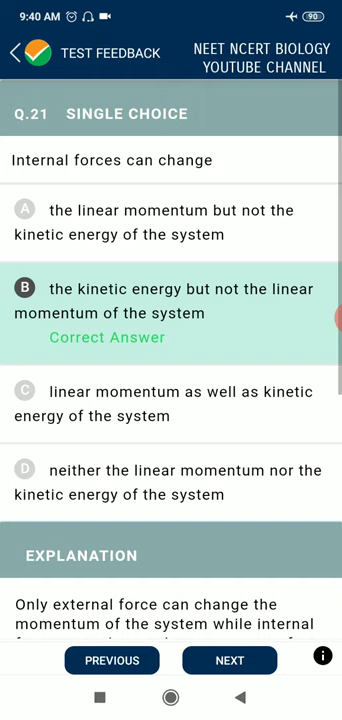 9:40 AM
90
TEST FEEDBACK
NEET NCERT BIOLOGY
YOUTUBE CHANNEL
Q.21 SINGLE CHOICE
Internal forces can change
A the linear momentum but not the
kinetic energy of the system
B the kinetic energy but not the linear
momentum of the system
Correct Answer
C linear momentum as well as kinetic
energy of the system
D neither the linear momentum nor the
kinetic energy of the system
EXPLANATION
Only external force can change the
momentum of the system while internal
PREVIOUS
NEXT
i